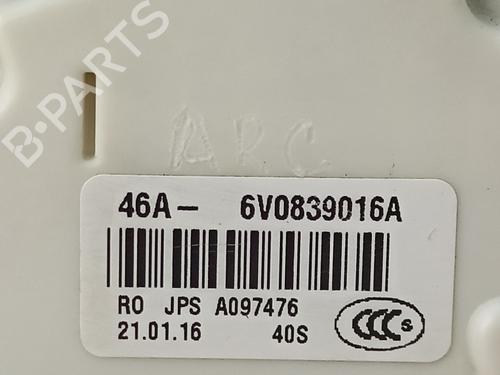 B-PARTS
ARC
46A- 6V0839016A
RO JPS A097476
21.01.16 40S
CCC S